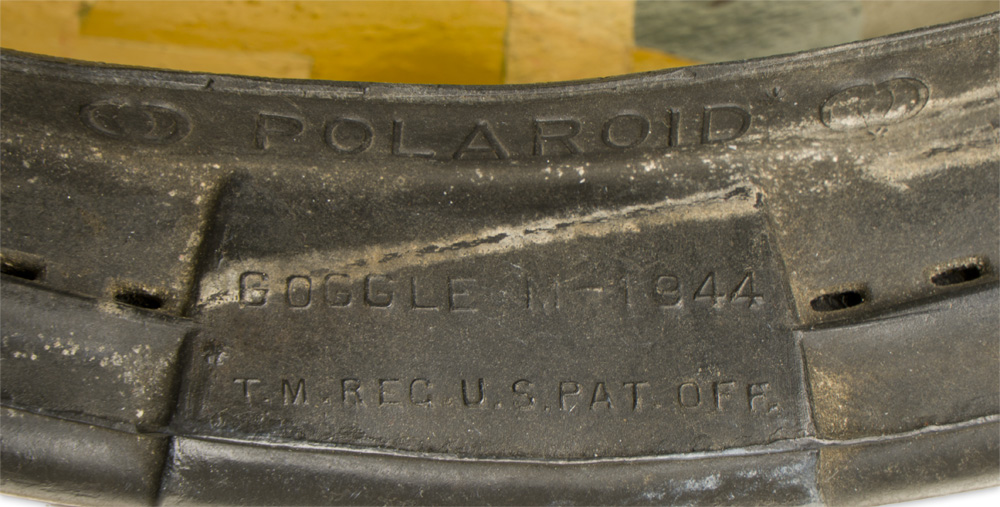 POLAROID
GOGGLE M-1944
T.M. REG. U.S. PAT. OFF.